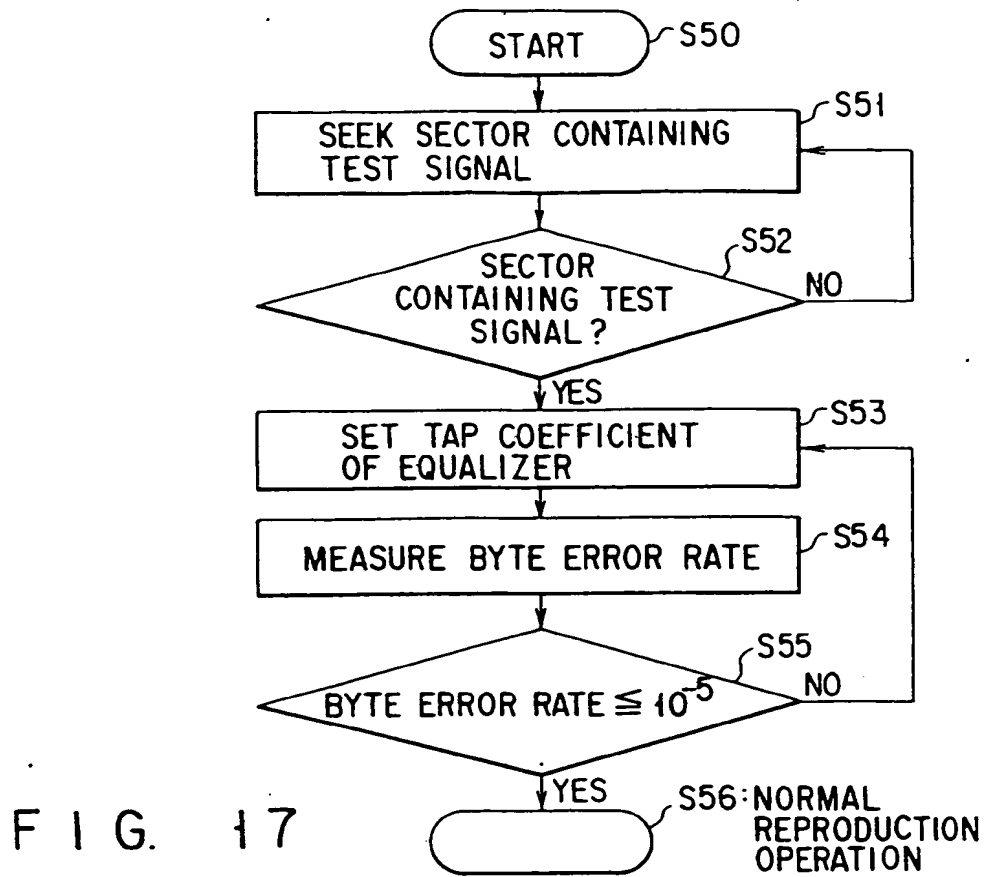 START
S50
SEEK SECTOR CONTAINING
TEST SIGNAL
S51
SECTOR
CONTAINING TEST
SIGNAL?
S52
NO
YES
SET TAP COEFFICIENT
OF EQUALIZER
S53
MEASURE BYTE ERROR RATE
S54
BYTE ERROR RATE ≦ 10⁻⁵
S55
NO
YES
S56: NORMAL
REPRODUCTION
OPERATION
FIG. 17